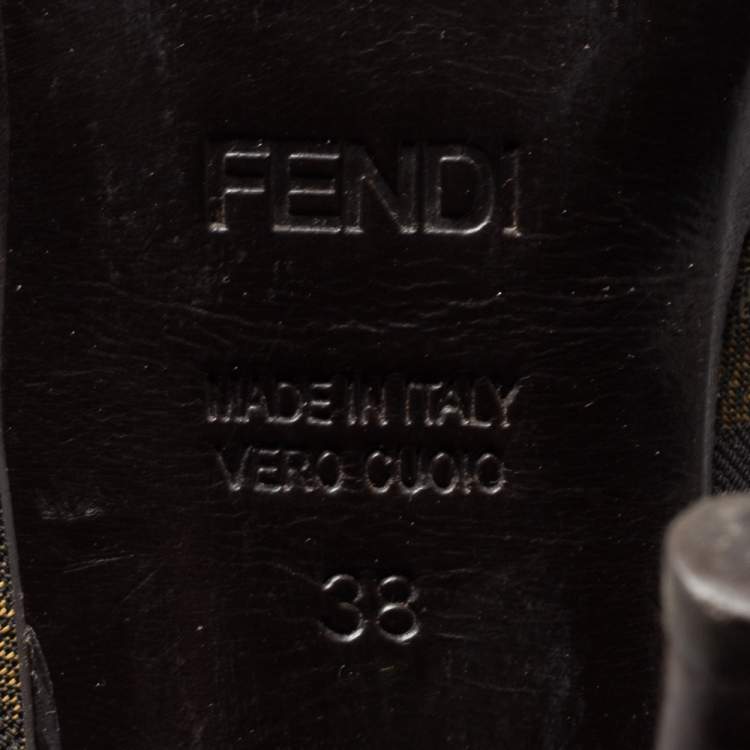 FENDI
MADE IN ITALY
VERO CUOIO
38